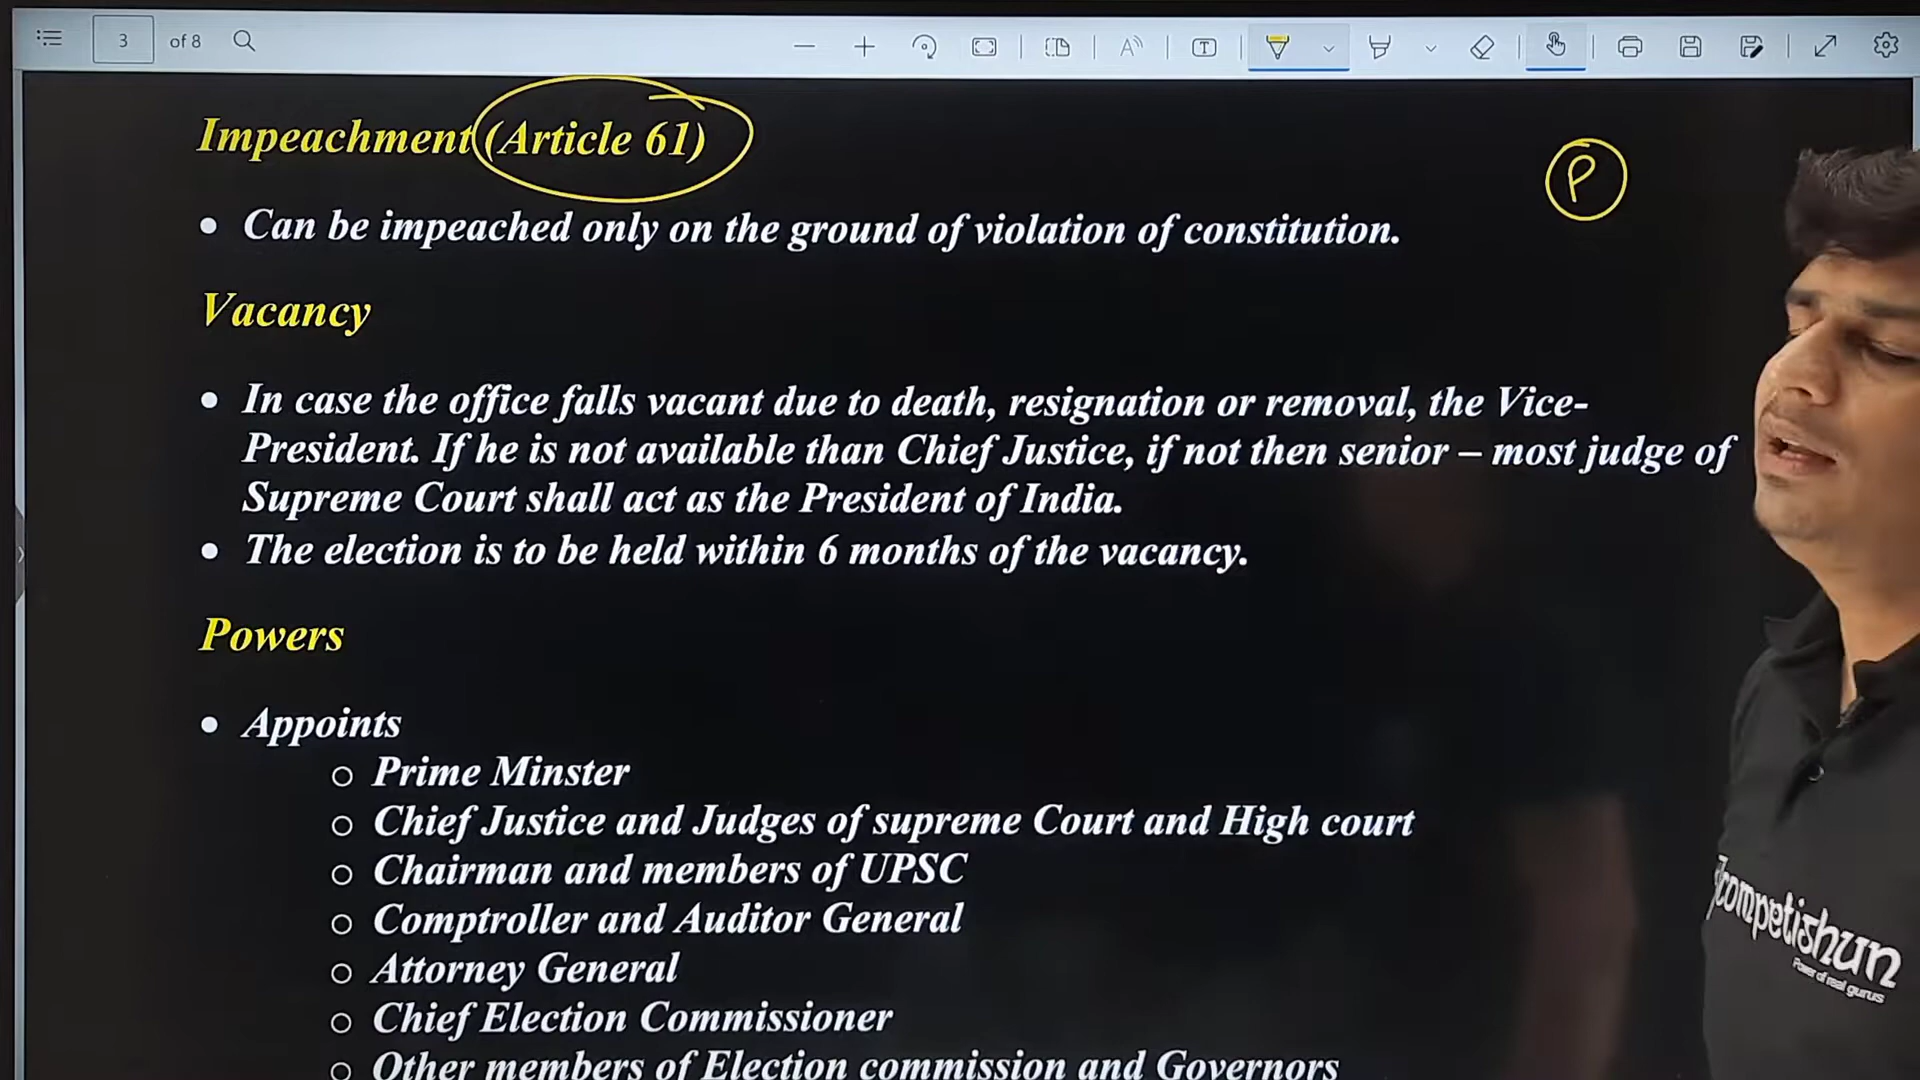 3 of 8
Impeachment (Article 61)
P
• Can be impeached only on the ground of violation of constitution.
Vacancy
• In case the office falls vacant due to death, resignation or removal, the Vice-
President. If he is not available than Chief Justice, if not then senior – most judge of
Supreme Court shall act as the President of India.
• The election is to be held within 6 months of the vacancy.
Powers
• Appoints
o Prime Minster
o Chief Justice and Judges of supreme Court and High court
o Chairman and members of UPSC
o Comptroller and Auditor General
o Attorney General
o Chief Election Commissioner
o Other members of Election commission and Governors
competishun
Power of real gurus